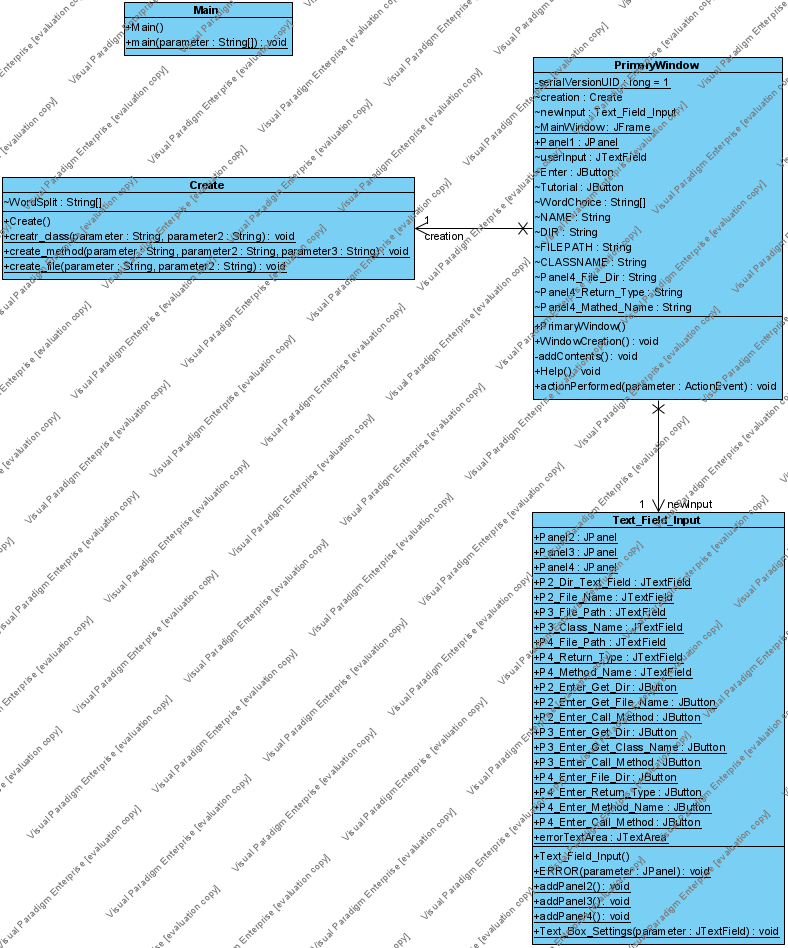 Main
+Main()
+main(parameter : String[]) : void
PrimaryWindow
-serialVersionUID : long = 1
~creation : Create
~newInput : Text_Field_Input
~MainWindow : JFrame
+Panel1 : JPanel
~userInput : JTextField
~Enter : JButton
~Tutorial : JButton
~WordChoice : String[]
~NAME : String
~DIR : String
~FILEPATH : String
~CLASSNAME : String
~Panel4_File_Dir : String
~Panel4_Return_Type : String
~Panel4_Mathed_Name : String
+PrimaryWindow()
+WindowCreation() : void
-addContents() : void
+Help() : void
+actionPerformed(parameter : ActionEvent) : void
Create
~WordSplit : String[]
+Create()
+creatr_class(parameter : String, parameter2 : String) : void
+create_method(parameter : String, parameter2 : String, parameter3 : String) : void
+create_file(parameter : String, parameter2 : String) : void
1
creation
1
newInput
Text_Field_Input
+Panel2 : JPanel
+Panel3 : JPanel
+Panel4 : JPanel
+P2_Dir_Text_Field : JTextField
+P2_File_Name : JTextField
+P3_File_Path : JTextField
+P3_Class_Name : JTextField
+P4_File_Path : JTextField
+P4_Return_Type : JTextField
+P4_Method_Name : JTextField
+P2_Enter_Get_Dir : JButton
+P2_Enter_Get_File_Name : JButton
+P2_Enter_Call_Method : JButton
+P3_Enter_Get_Dir : JButton
+P3_Enter_Get_Class_Name : JButton
+P3_Enter_Call_Method : JButton
+P4_Enter_File_Dir : JButton
+P4_Enter_Return_Type : JButton
+P4_Enter_Method_Name : JButton
+P4_Enter_Call_Method : JButton
+errorTextArea : JTextArea
+Text_Field_Input()
+ERROR(parameter : JPanel) : void
+addPanel2() : void
+addPanel3() : void
+addPanel4() : void
+Text_Box_Settings(parameter : JTextField) : void
Visual Paradigm Enterprise [evaluation copy]